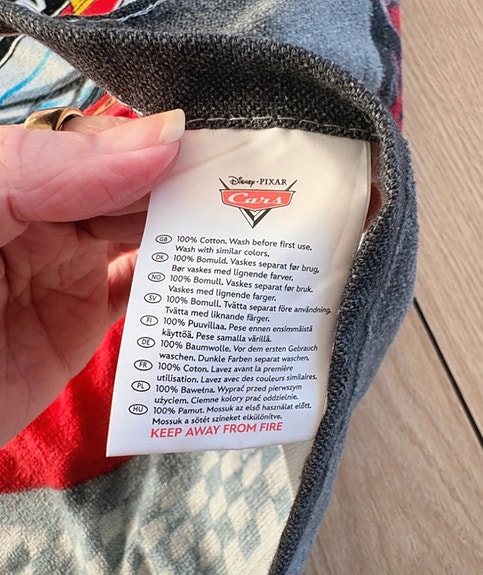 Disney · PIXAR
Cars
GB 100% Cotton. Wash before first use.
Wash with similar colors.
DK 100% Bomuld. Vaskes separat før brug,
Bør vaskes med lignende farver.
NO 100% Bomull. Vaskes separat før bruk.
Vaskes med lignende farger.
SV 100% Bomull. Tvätta separat före användning.
Tvätta med liknande färger.
FI 100% Puuvillaa. Pese ennen ensimmäistä
käyttöä. Pese samalla värillä.
DE 100% Baumwolle. Vor dem ersten Gebrauch
waschen. Dunkle Farben separat waschen.
FR 100% Coton. Lavez avant la première
utilisation. Lavez avec des couleurs similaires.
PL 100% Bawełna. Wyprać przed pierwszym
użyciem. Ciemne kolory prać oddzielnie.
HU 100% Pamut. Mossuk az első használat előtt.
Mossuk a sötét színeket elkülönítve.
KEEP AWAY FROM FIRE